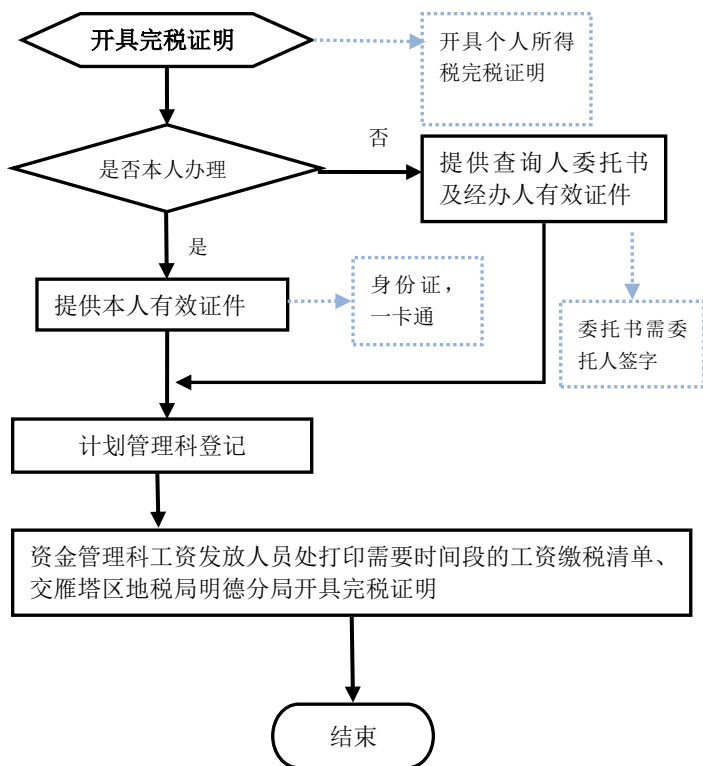 开具完税证明
开具个人所得
税完税证明
是否本人办理
否
提供查询人委托书
及经办人有效证件
是
提供本人有效证件
身份证，
一卡通
委托书需委
托人签字
计划管理科登记
资金管理科工资发放人员处打印需要时间段的工资缴税清单、
交雁塔区地税局明德分局开具完税证明
结束